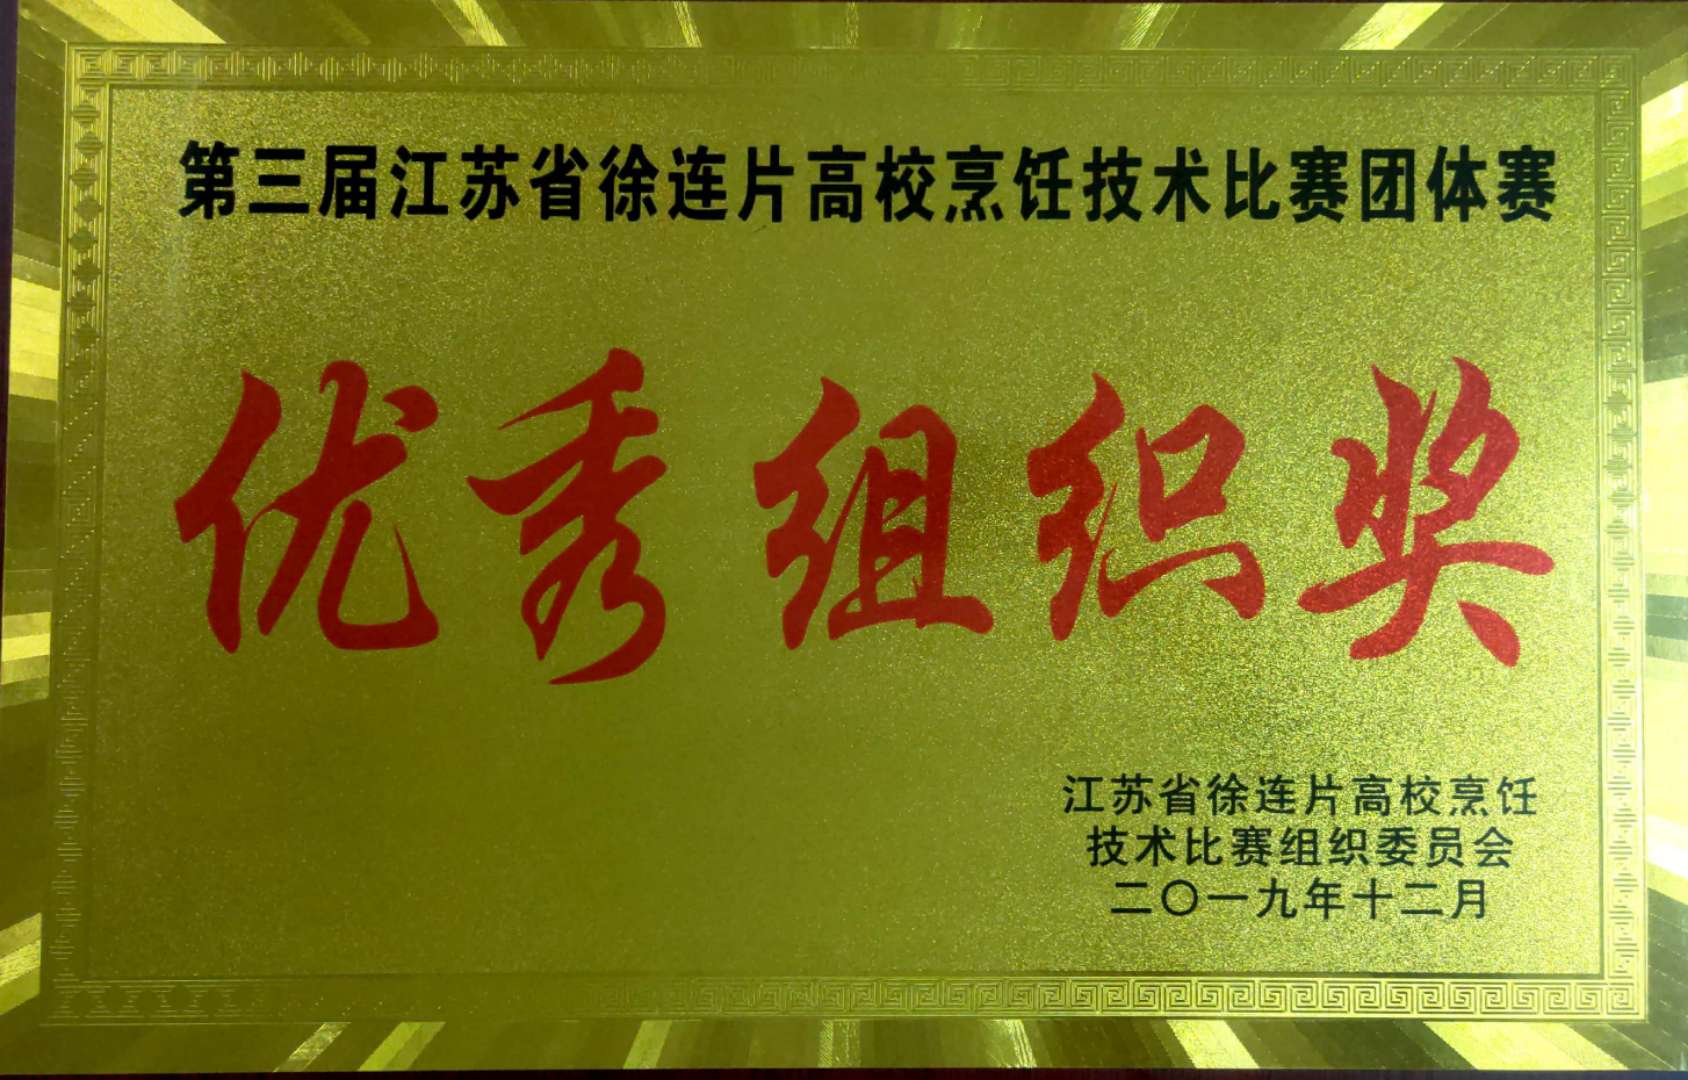 第三届江苏省徐连片高校烹饪技术比赛团体赛
优秀组织奖
江苏省徐连片高校烹饪
技术比赛组织委员会
二〇一九年十二月